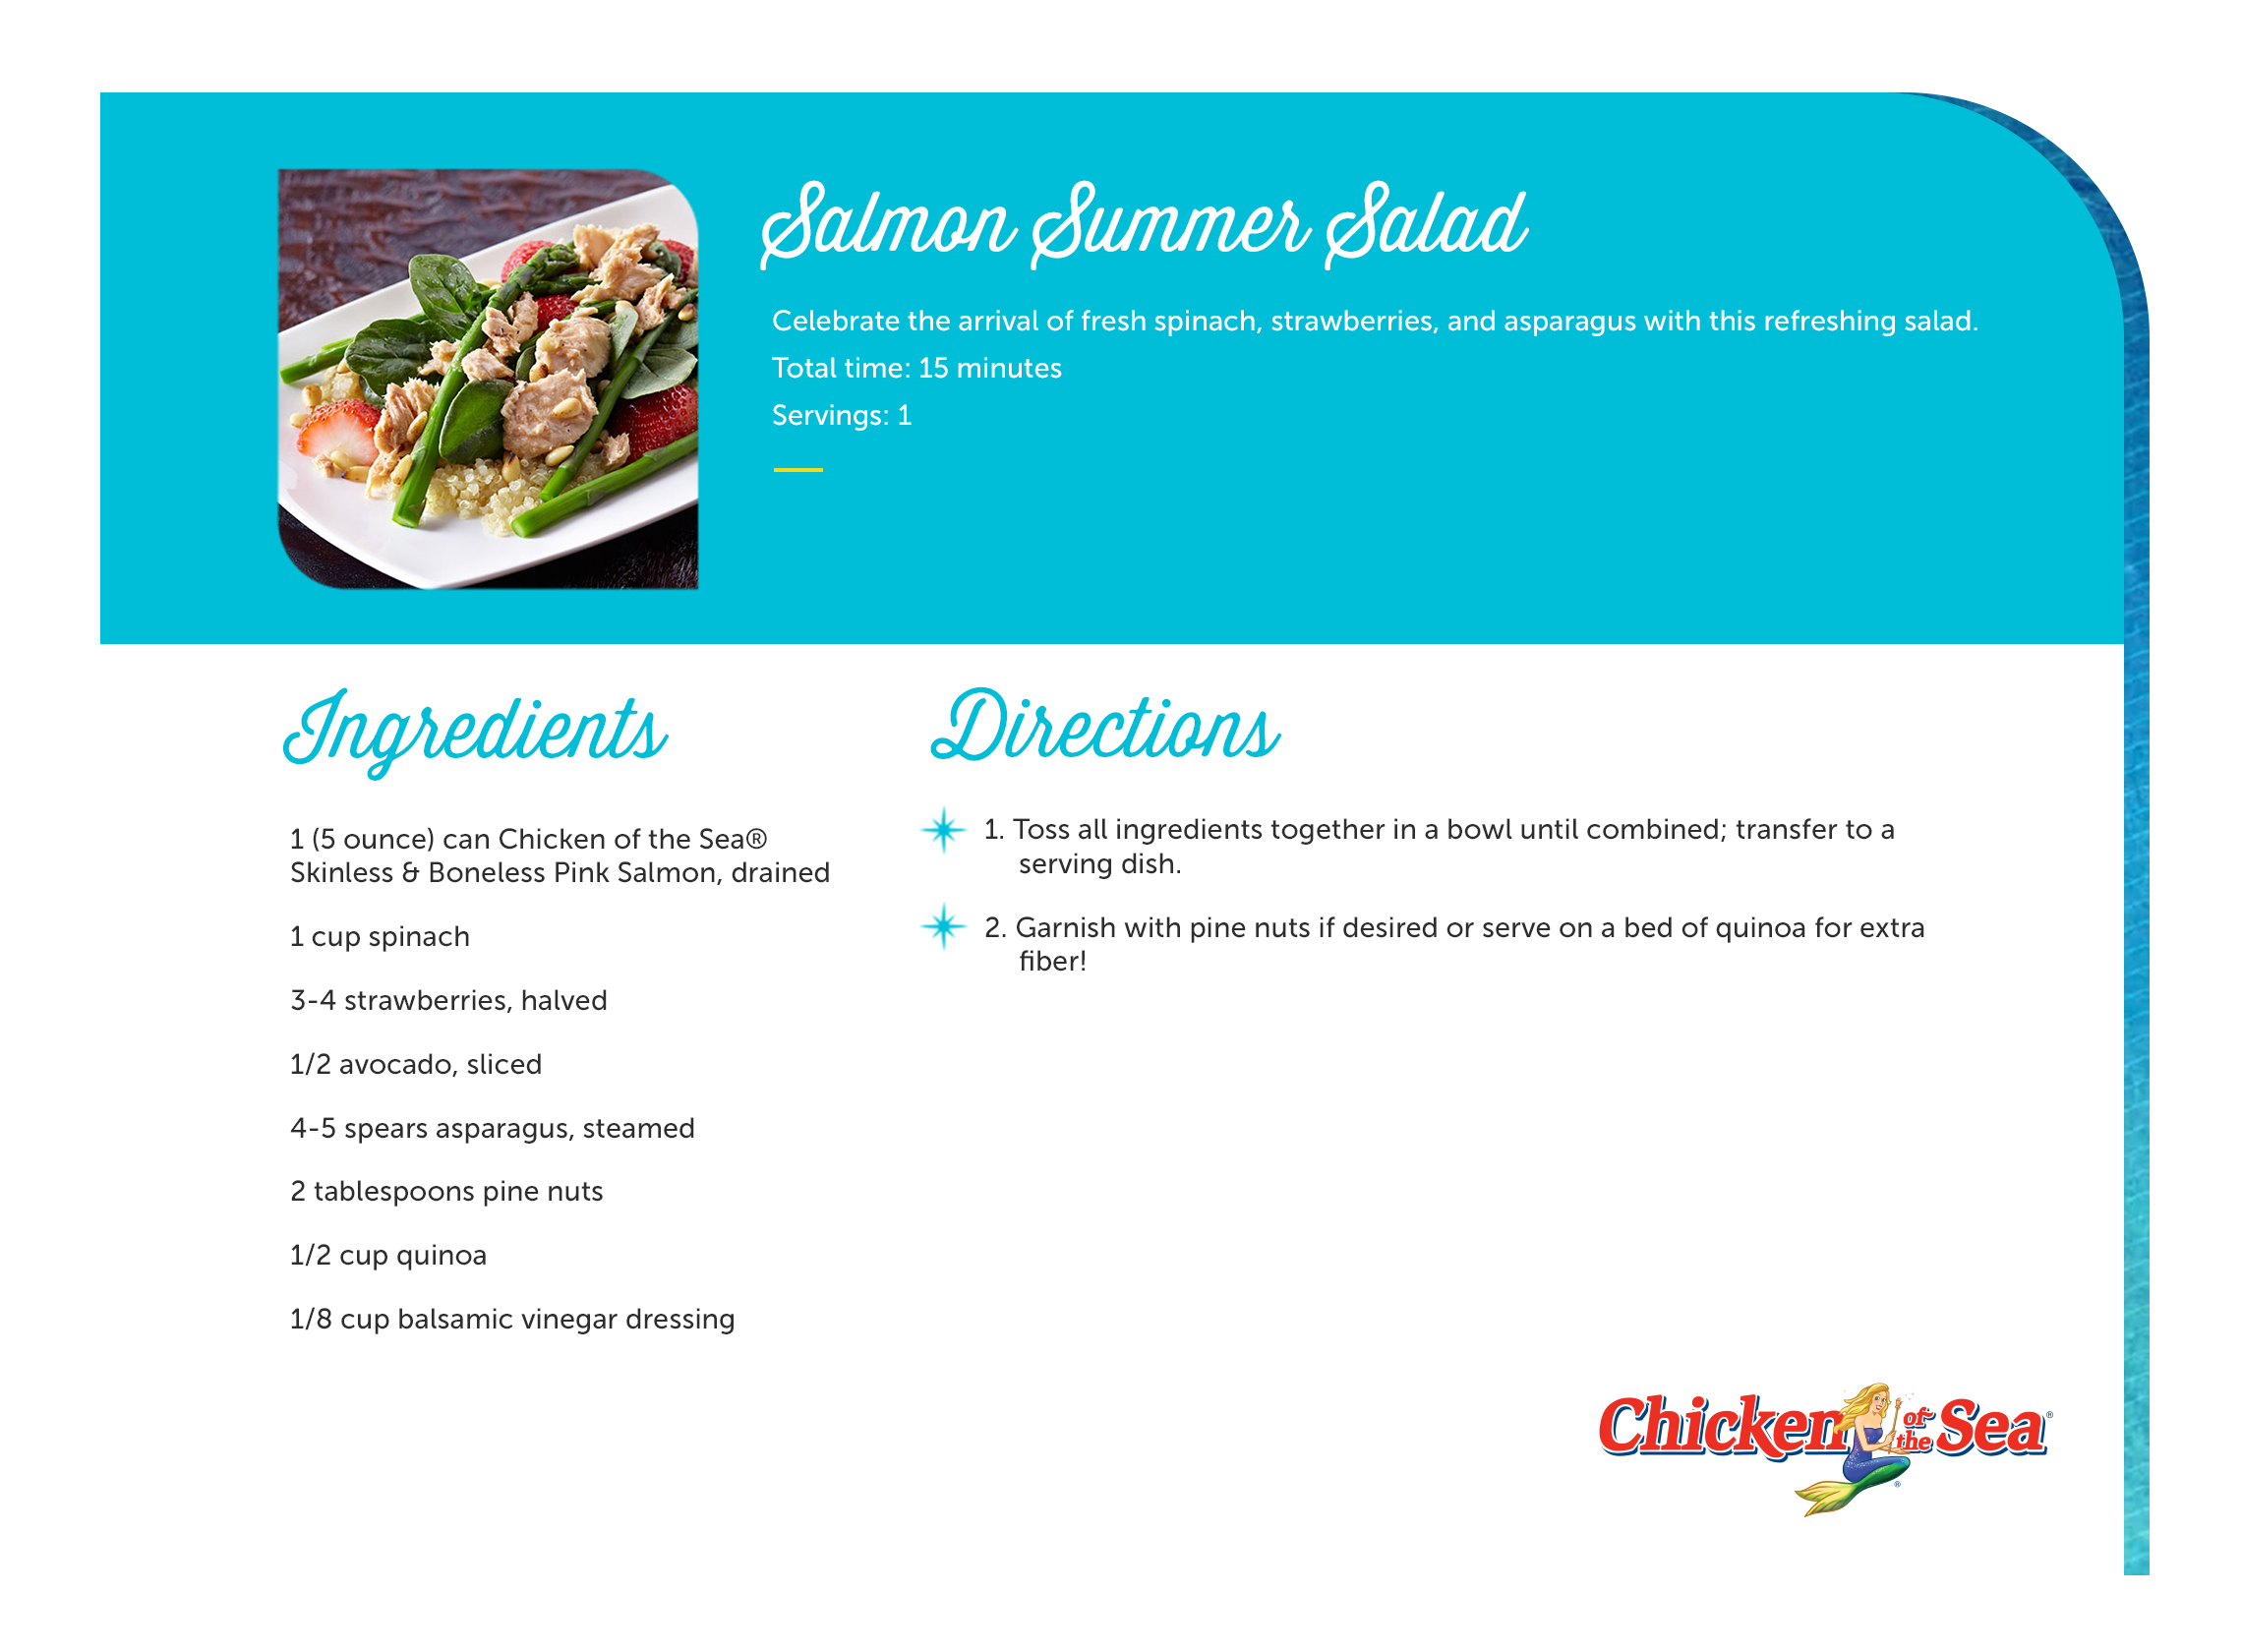 Salmon Summer Salad
Celebrate the arrival of fresh spinach, strawberries, and asparagus with this refreshing salad.
Total time: 15 minutes
Servings: 1
Ingredients
1 (5 ounce) can Chicken of the Sea®
Skinless & Boneless Pink Salmon, drained
1 cup spinach
3-4 strawberries, halved
1/2 avocado, sliced
4-5 spears asparagus, steamed
2 tablespoons pine nuts
1/2 cup quinoa
1/8 cup balsamic vinegar dressing
Directions
1. Toss all ingredients together in a bowl until combined; transfer to a
serving dish.
2. Garnish with pine nuts if desired or serve on a bed of quinoa for extra
fiber!
Chicken of the Sea®
®